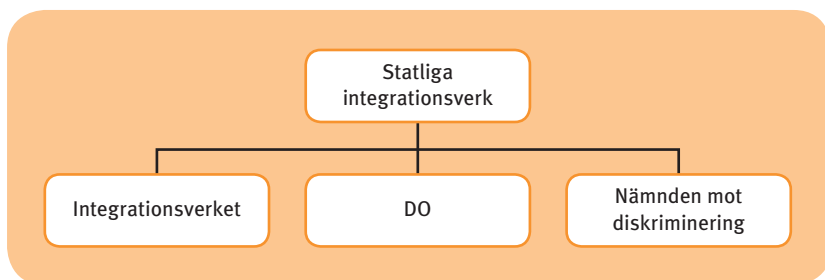 Statliga
integrationsverk
Integrationsverket
DO
Nämnden mot
diskriminering